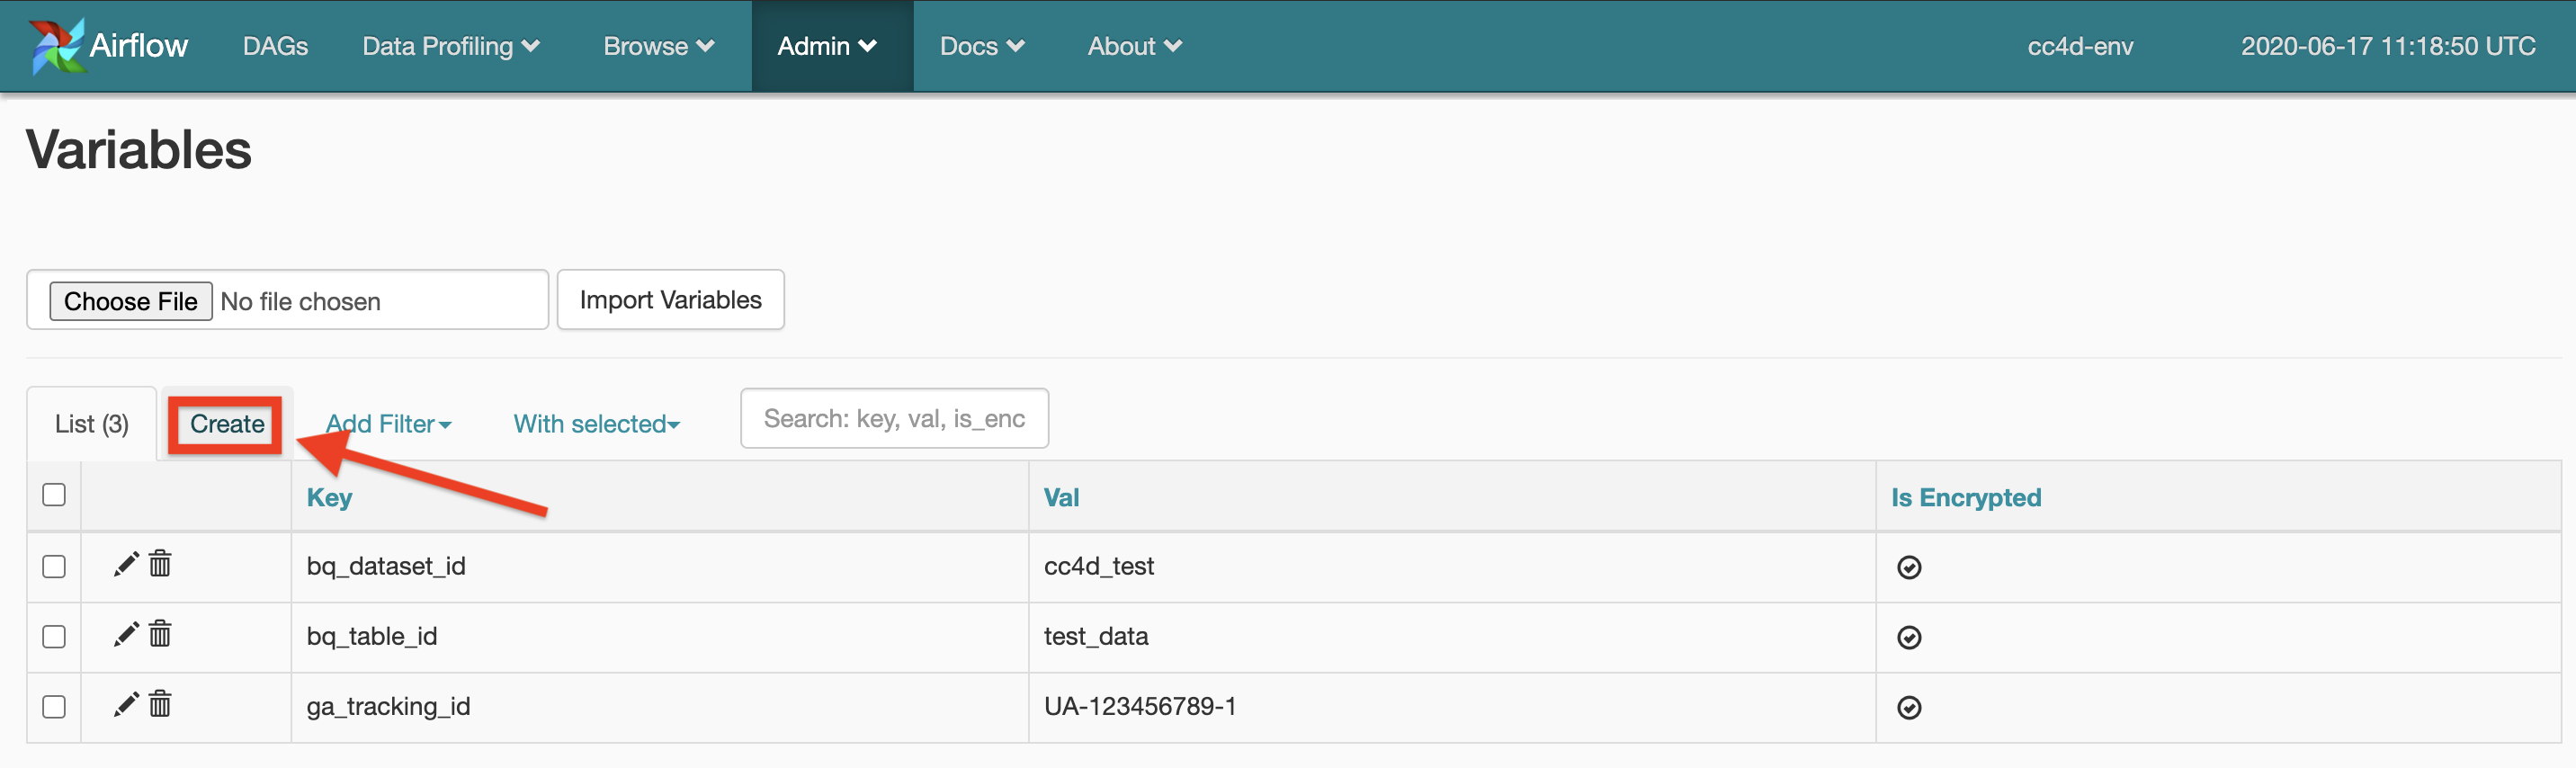 Airflow DAGs Data Profiling Browse Admin Docs About cc4d-env 2020-06-17 11:18:50 UTC
Variables
Choose File No file chosen Import Variables
List (3) Create Add Filter With selected Search: key, val, is_enc
Key Val Is Encrypted
bq_dataset_id cc4d_test
bq_table_id test_data
ga_tracking_id UA-123456789-1